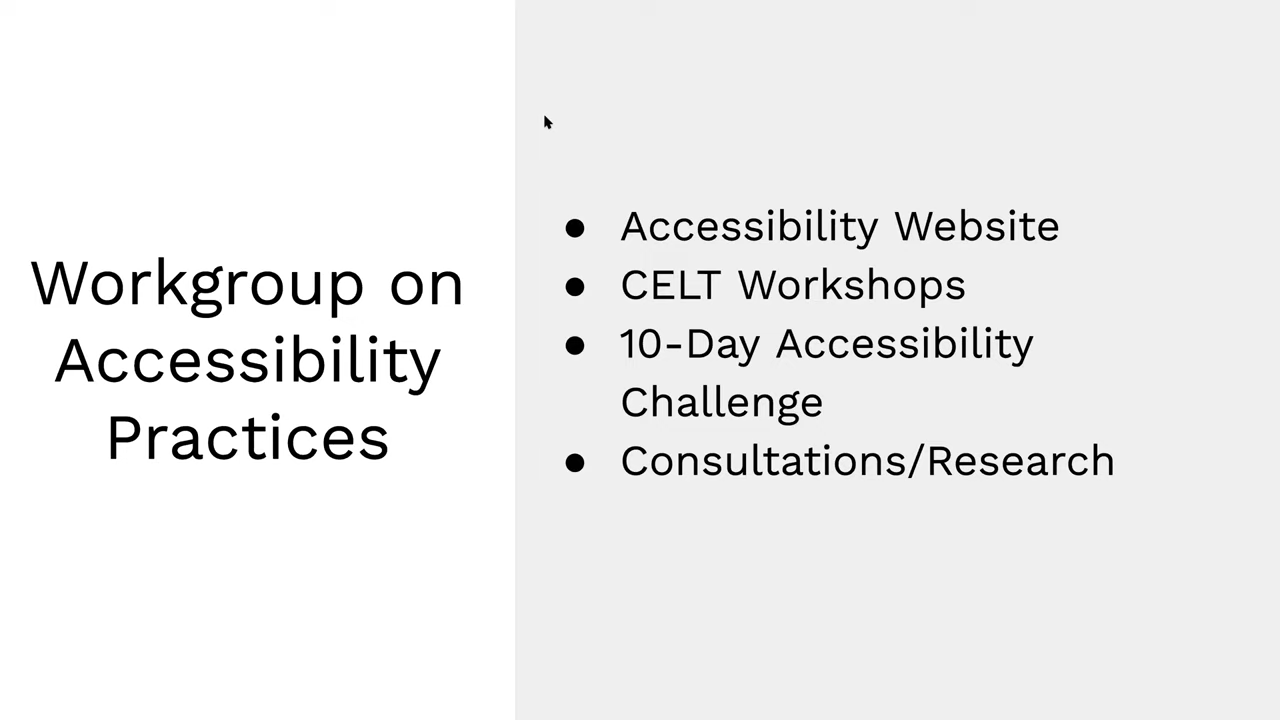 Workgroup on
Accessibility
Practices
● Accessibility Website
● CELT Workshops
● 10-Day Accessibility
Challenge
● Consultations/Research